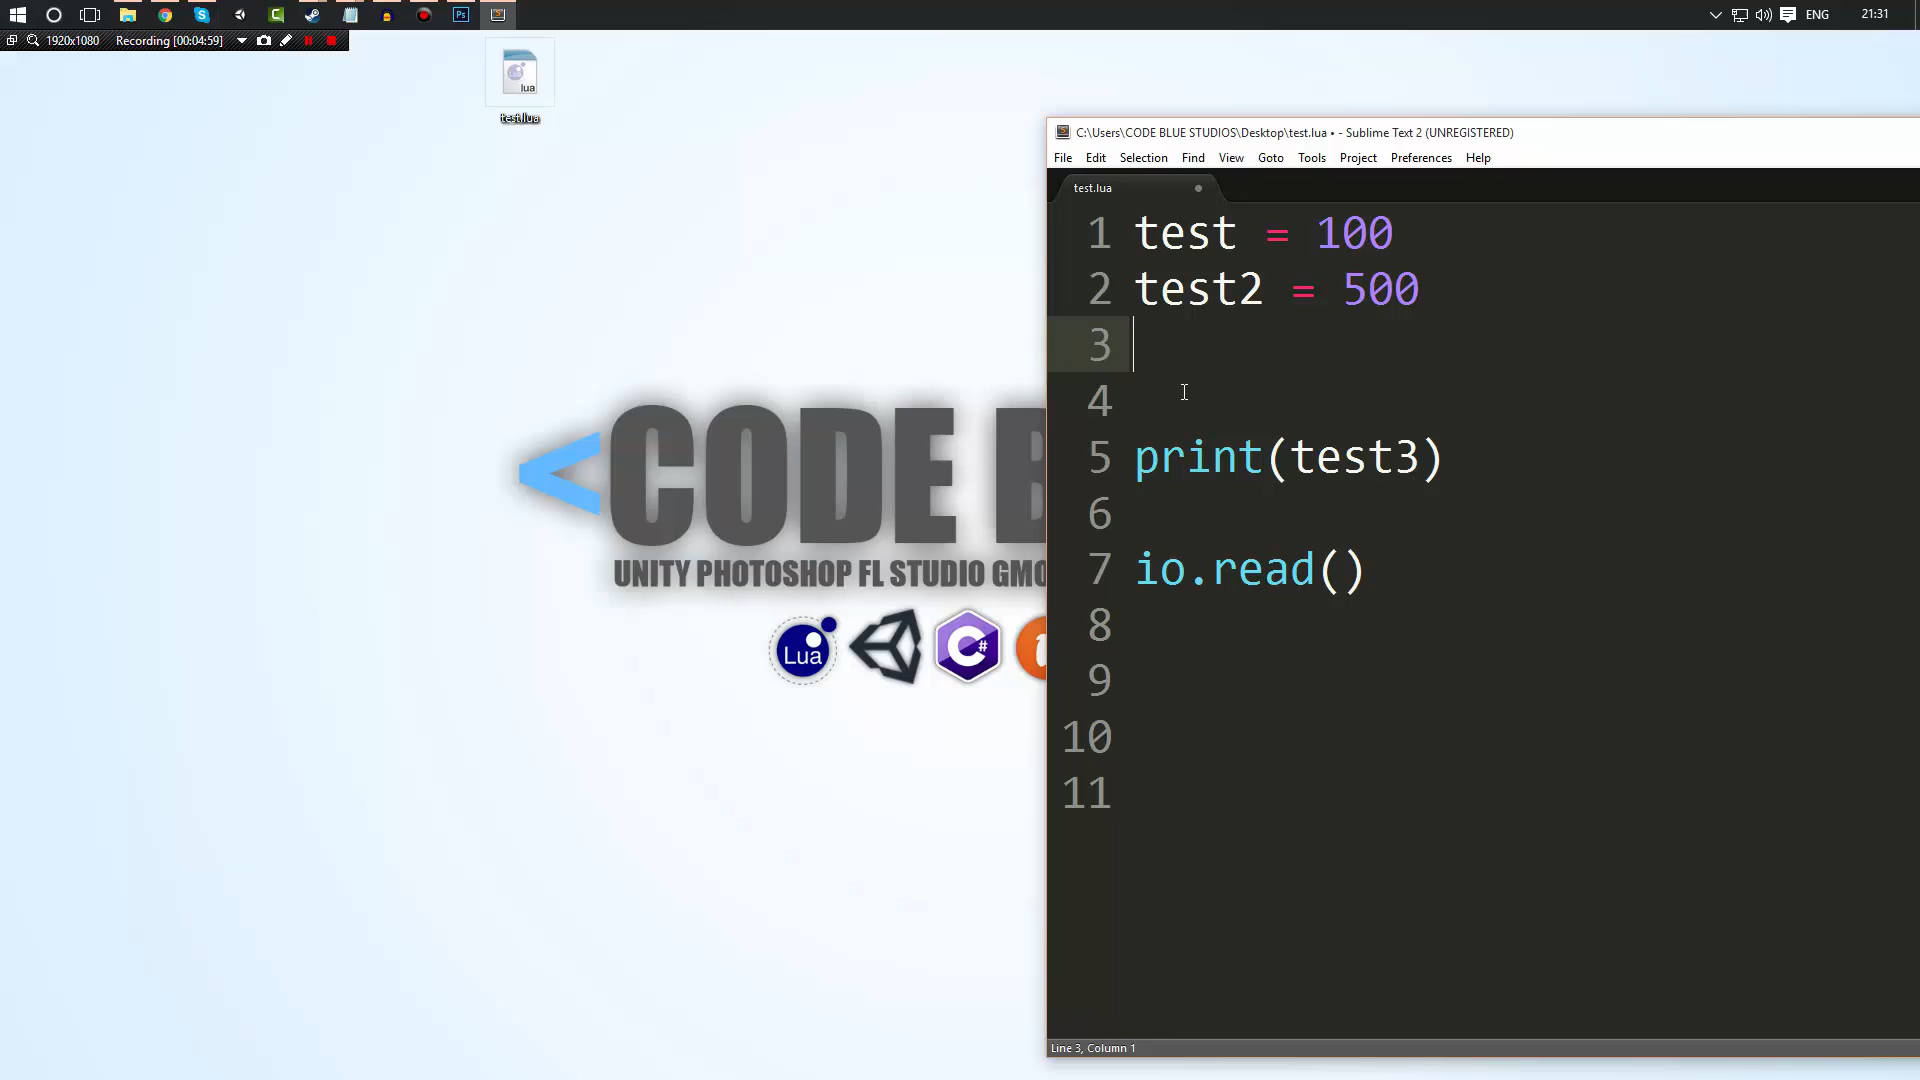 ENG
21:31
1920x1080
Recording [00:04:59]
lua
test.lua
C:\Users\CODE BLUE STUDIOS\Desktop\test.lua • - Sublime Text 2 (UNREGISTERED)
File Edit Selection Find View Goto Tools Project Preferences Help
test.lua
1 test = 100
2 test2 = 500
3
4
5 print(test3)
6
7 io.read()
8
9
10
11
<CODE
UNITY PHOTOSHOP FL STUDIO
Lua
C#
Ps
Line 3, Column 1